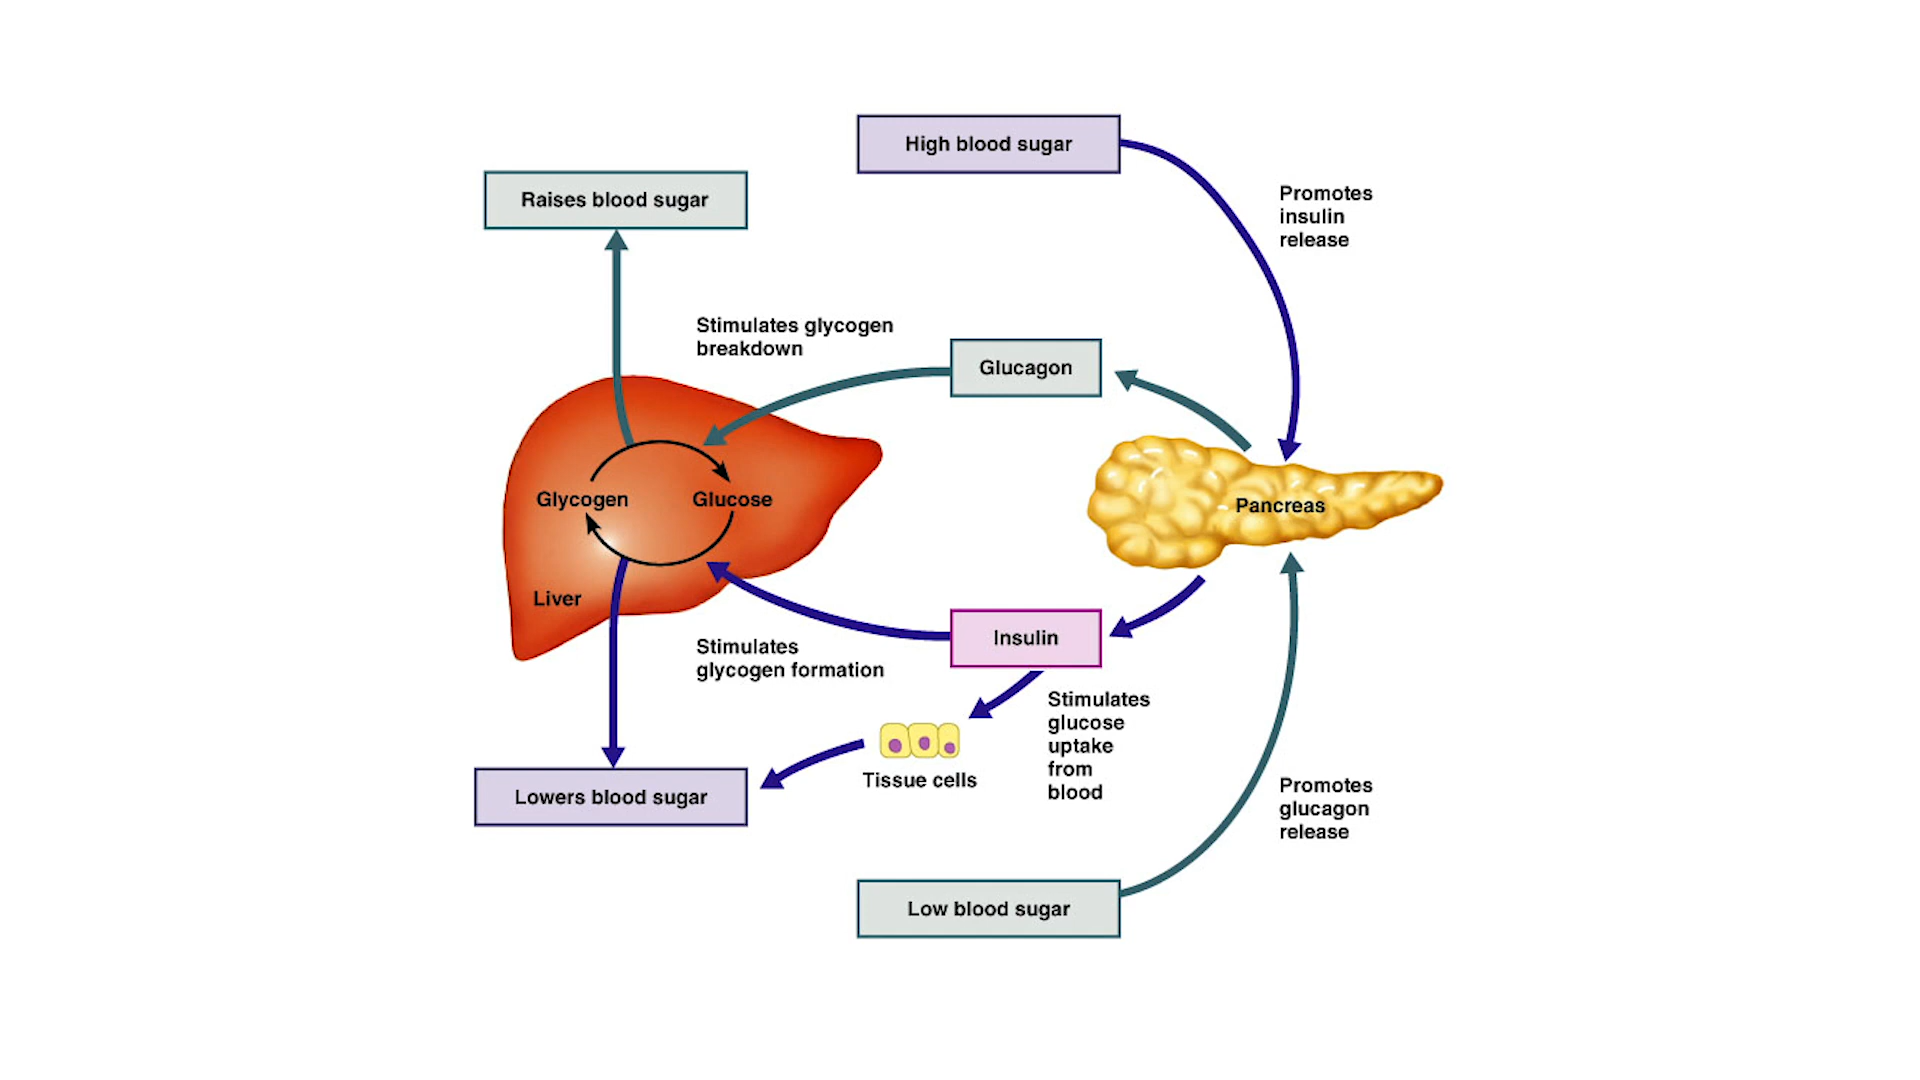 High blood sugar
Raises blood sugar
Promotes
insulin
release
Stimulates glycogen
breakdown
Glucagon
Glycogen
Glucose
Pancreas
Liver
Insulin
Stimulates
glycogen formation
Stimulates
glucose
uptake
from
blood
Tissue cells
Lowers blood sugar
Promotes
glucagon
release
Low blood sugar